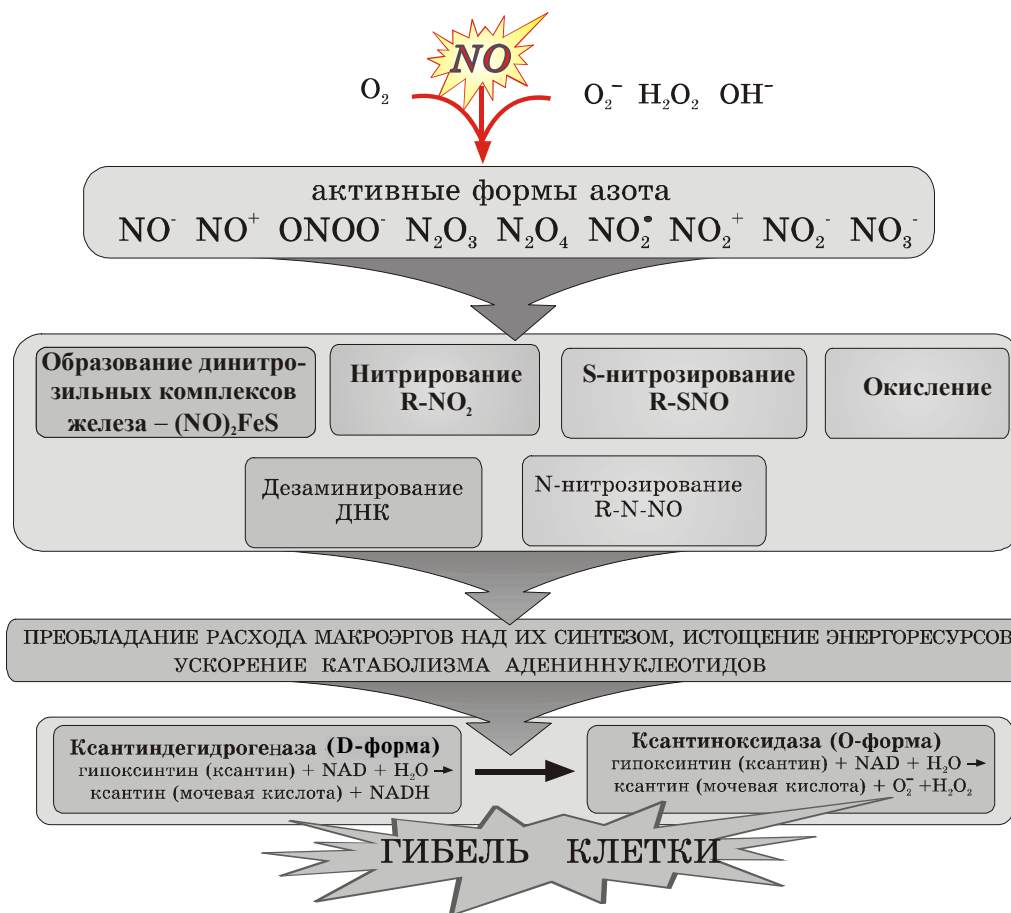 NO
O₂
O₂⁻ H₂O₂ OH⁻
активные формы азота
NO⁻ NO⁺ ONOO⁻ N₂O₃ N₂O₄ NO₂• NO₂⁺ NO₂⁻ NO₃⁻
Образование динитро-
зильных комплексов
железа – (NO)₂FeS
Нитрирование
R-NO₂
S-нитрозирование
R-SNO
Окисление
Дезаминирование
ДНК
N-нитрозирование
R-N-NO
ПРЕОБЛАДАНИЕ РАСХОДА МАКРОЭРГОВ НАД ИХ СИНТЕЗОМ, ИСТОЩЕНИЕ ЭНЕРГОРЕСУРСОВ
УСКОРЕНИЕ КАТАБОЛИЗМА АДЕНИННУКЛЕОТИДОВ
Ксантиндегидрогеназа (D-форма)
гипоксинтин (ксантин) + NAD + H₂O →
ксантин (мочевая кислота) + NADH
Ксантиноксидаза (О-форма)
гипоксинтин (ксантин) + NAD + H₂O →
ксантин (мочевая кислота) + O₂⁻ +H₂O₂
ГИБЕЛЬ КЛЕТКИ